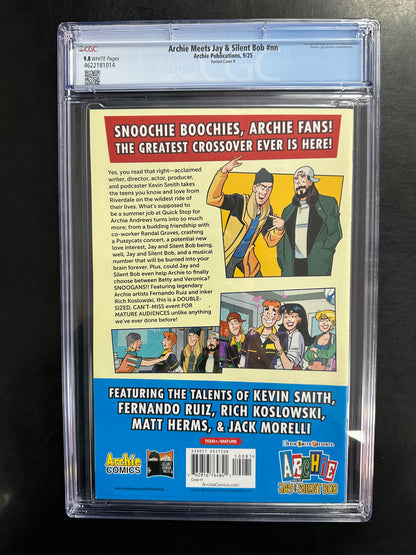 CGC
Archie Meets Jay & Silent Bob #nn
Archie Publications, 9/25
Variant Cover H
9.8 WHITE Pages
4622181014
SNOOCHIE BOOCHIES, ARCHIE FANS!
THE GREATEST CROSSOVER EVER IS HERE!
Yes, you read that right—acclaimed
writer, director, actor, producer,
and podcaster Kevin Smith takes
the teens you know and love from
Riverdale on the wildest ride of
their lives. What's supposed to
be a summer job at Quick Stop for
Archie Andrews turns into so much
more; from a budding friendship with
co-worker Randal Graves, crashing
a Pussycats concert, a potential new
love interest, Jay and Silent Bob being,
well, Jay and Silent Bob, and a musical
number that will be burned into your
brain forever. Plus, could Jay and
Silent Bob even help Archie to finally
choose between Betty and Veronica?
SNOOGANS!! Featuring legendary
Archie artists Fernando Ruiz and inker
Rich Koslowski, this is a DOUBLE-
SIZED, CAN'T-MISS event FOR
MATURE AUDIENCES unlike anything
we've ever done before!
FEATURING THE TALENTS OF KEVIN SMITH,
FERNANDO RUIZ, RICH KOSLOWSKI,
MATT HERMS, & JACK MORELLI
TEEN+/MATURE
Archie
COMICS
DIRECT EDITION
Cover H
ArchieComics.com
KEVIN SMITH PRESENTS:
ARCHIE
JAY & SILENT BOB